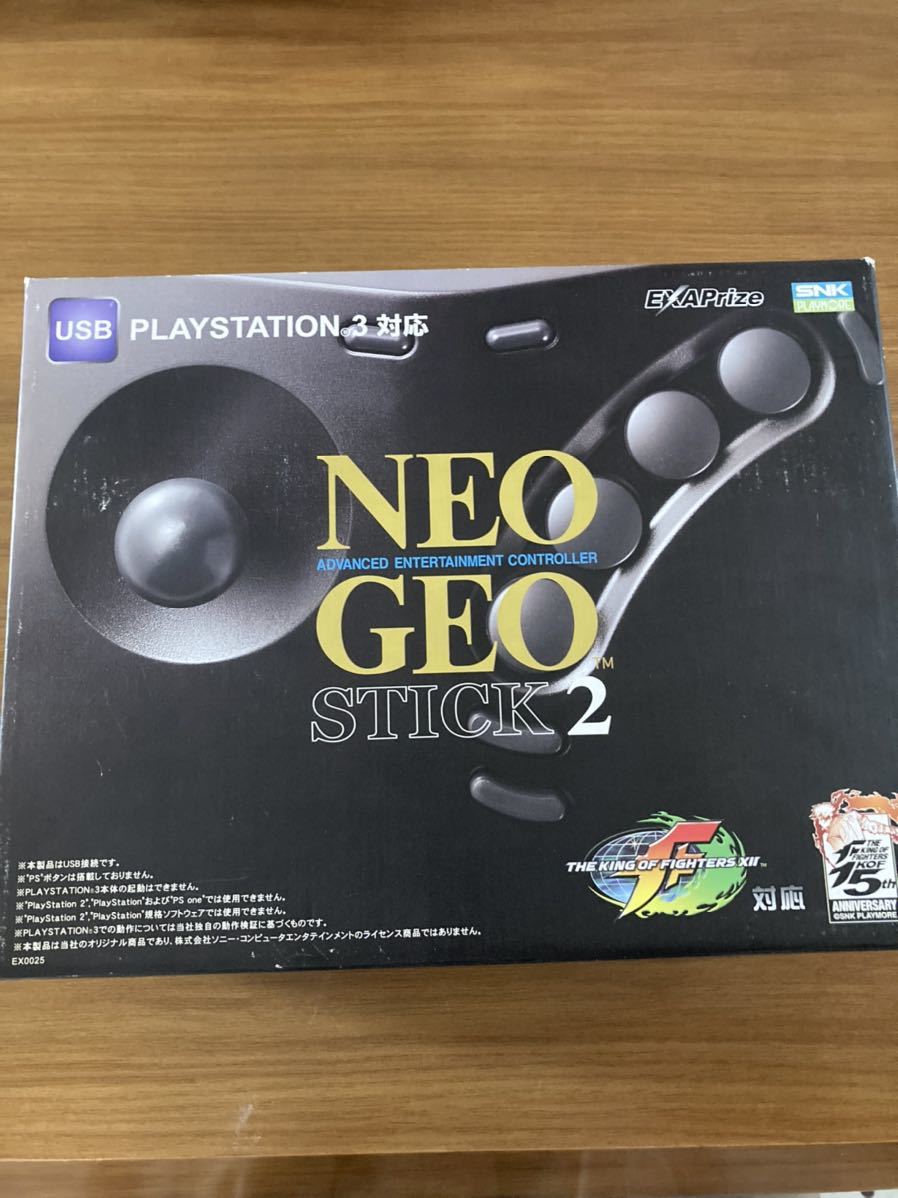 USB PLAYSTATION®3 対応
EXAPrize
SNK
PLAYMORE
NEO
ADVANCED ENTERTAINMENT CONTROLLER
GEO
TM
STICK 2
※本製品はUSB接続です。
※"PS"ボタンは搭載しておりません。
※PLAYSTATION®3本体の起動はできません。
※"PlayStation 2","PlayStation"および"PS one"では使用できません。
※"PlayStation 2","PlayStation"規格ソフトウェアでは使用できません。
※PLAYSTATION®3での動作については当社独自の動作検証に基づくものです。
※本製品は当社のオリジナル商品であり、株式会社ソニー・コンピュータエンタテインメントのライセンス商品ではありません。
EX0025
THE KING OF FIGHTERS XII™
対応
THE KING OF FIGHTERS
KOF
15th
ANNIVERSARY
©SNK PLAYMORE